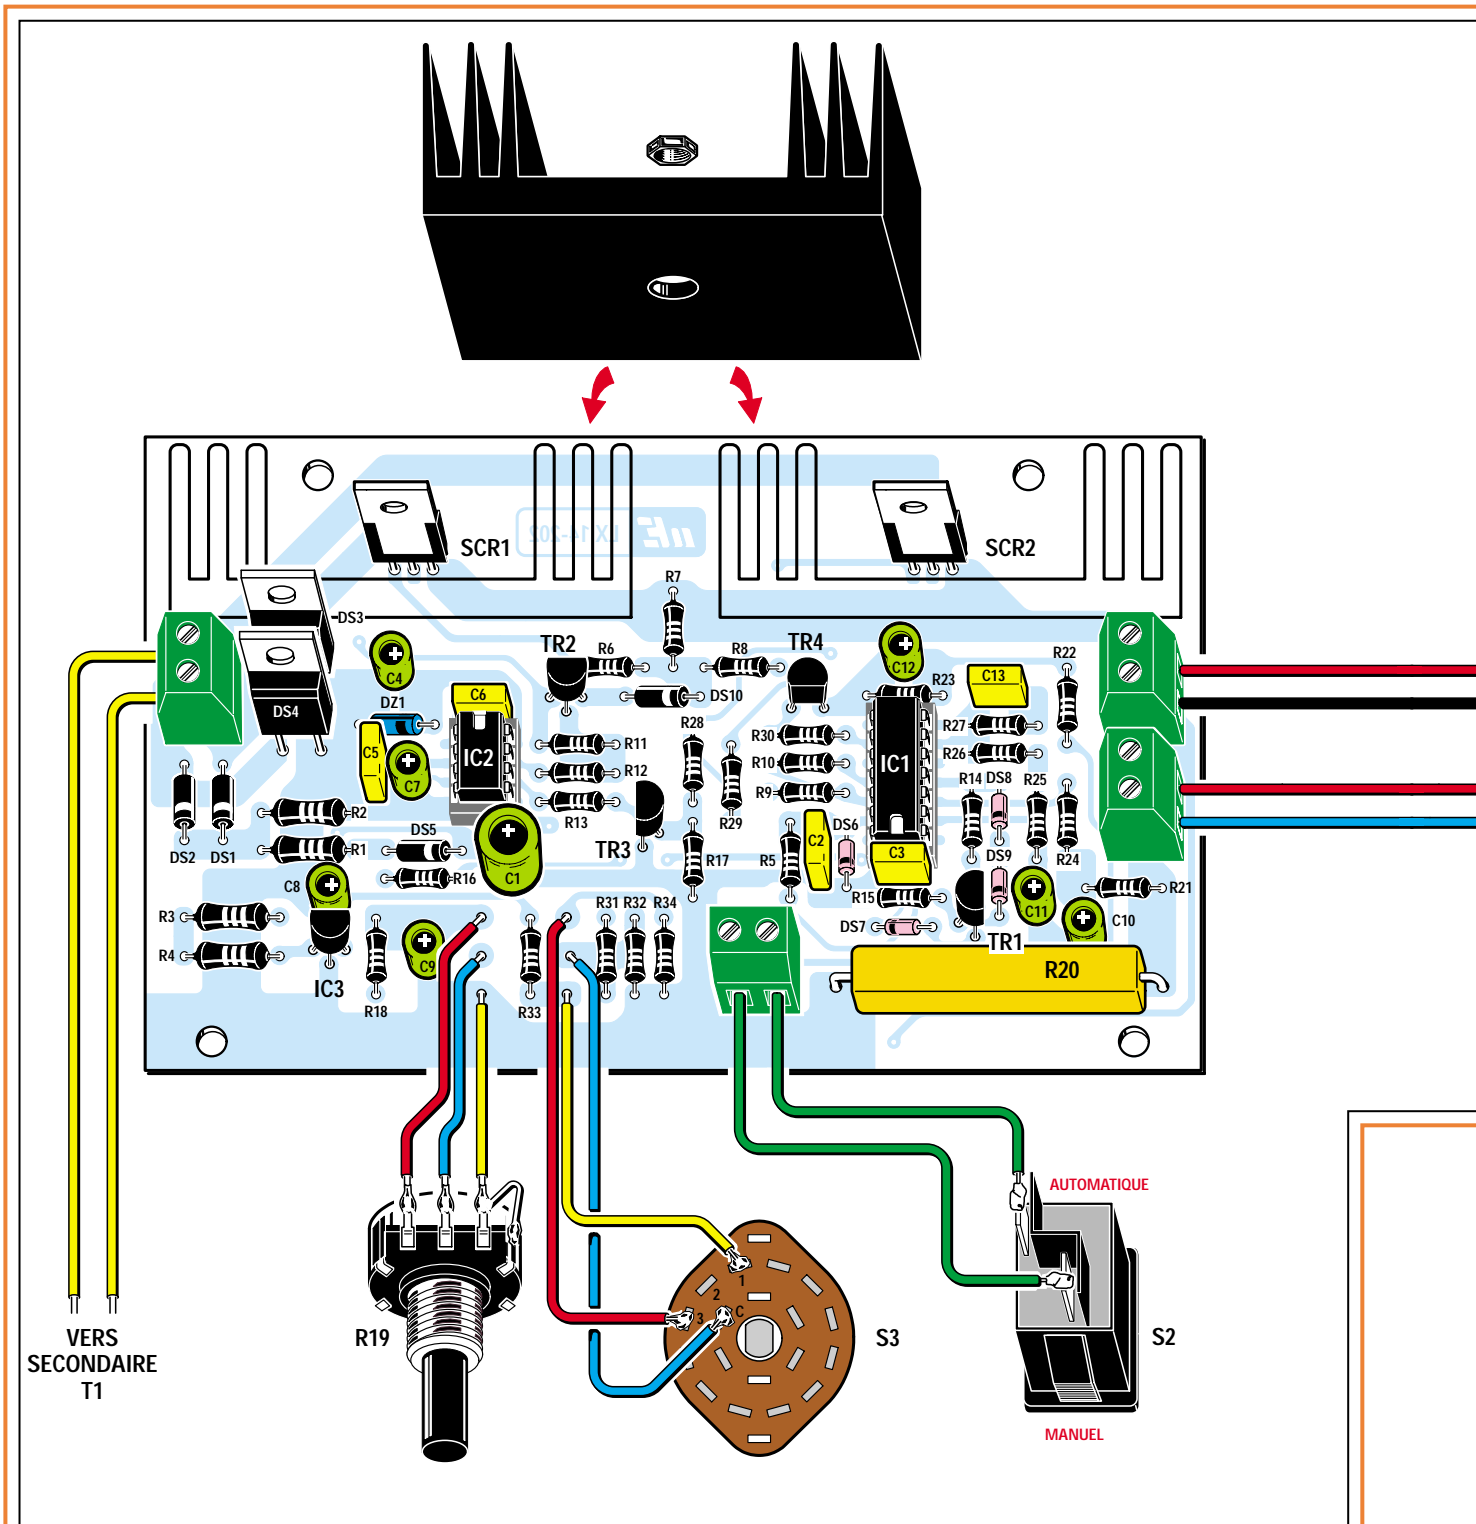 LX 14-202
SCR1
SCR2
R7
DS3
TR2
R6
R8
TR4
C12
R22
C4
C6
DS10
R23
C13
DS4
DZ1
R28
R27
C5
IC2
R11
R30
IC1
R26
C7
R12
R10
R14
DS8
R25
R2
R13
R9
R29
DS6
DS2
DS1
R1
DS5
TR3
R17
R5
C2
C3
DS9
R24
C8
R16
C1
R15
C11
R21
R3
R31
R32
R34
DS7
TR1
C10
R4
IC3
C9
R20
R18
R33
AUTOMATIQUE
1
2
3
C
VERS
SECONDAIRE
T1
R19
S3
S2
MANUEL